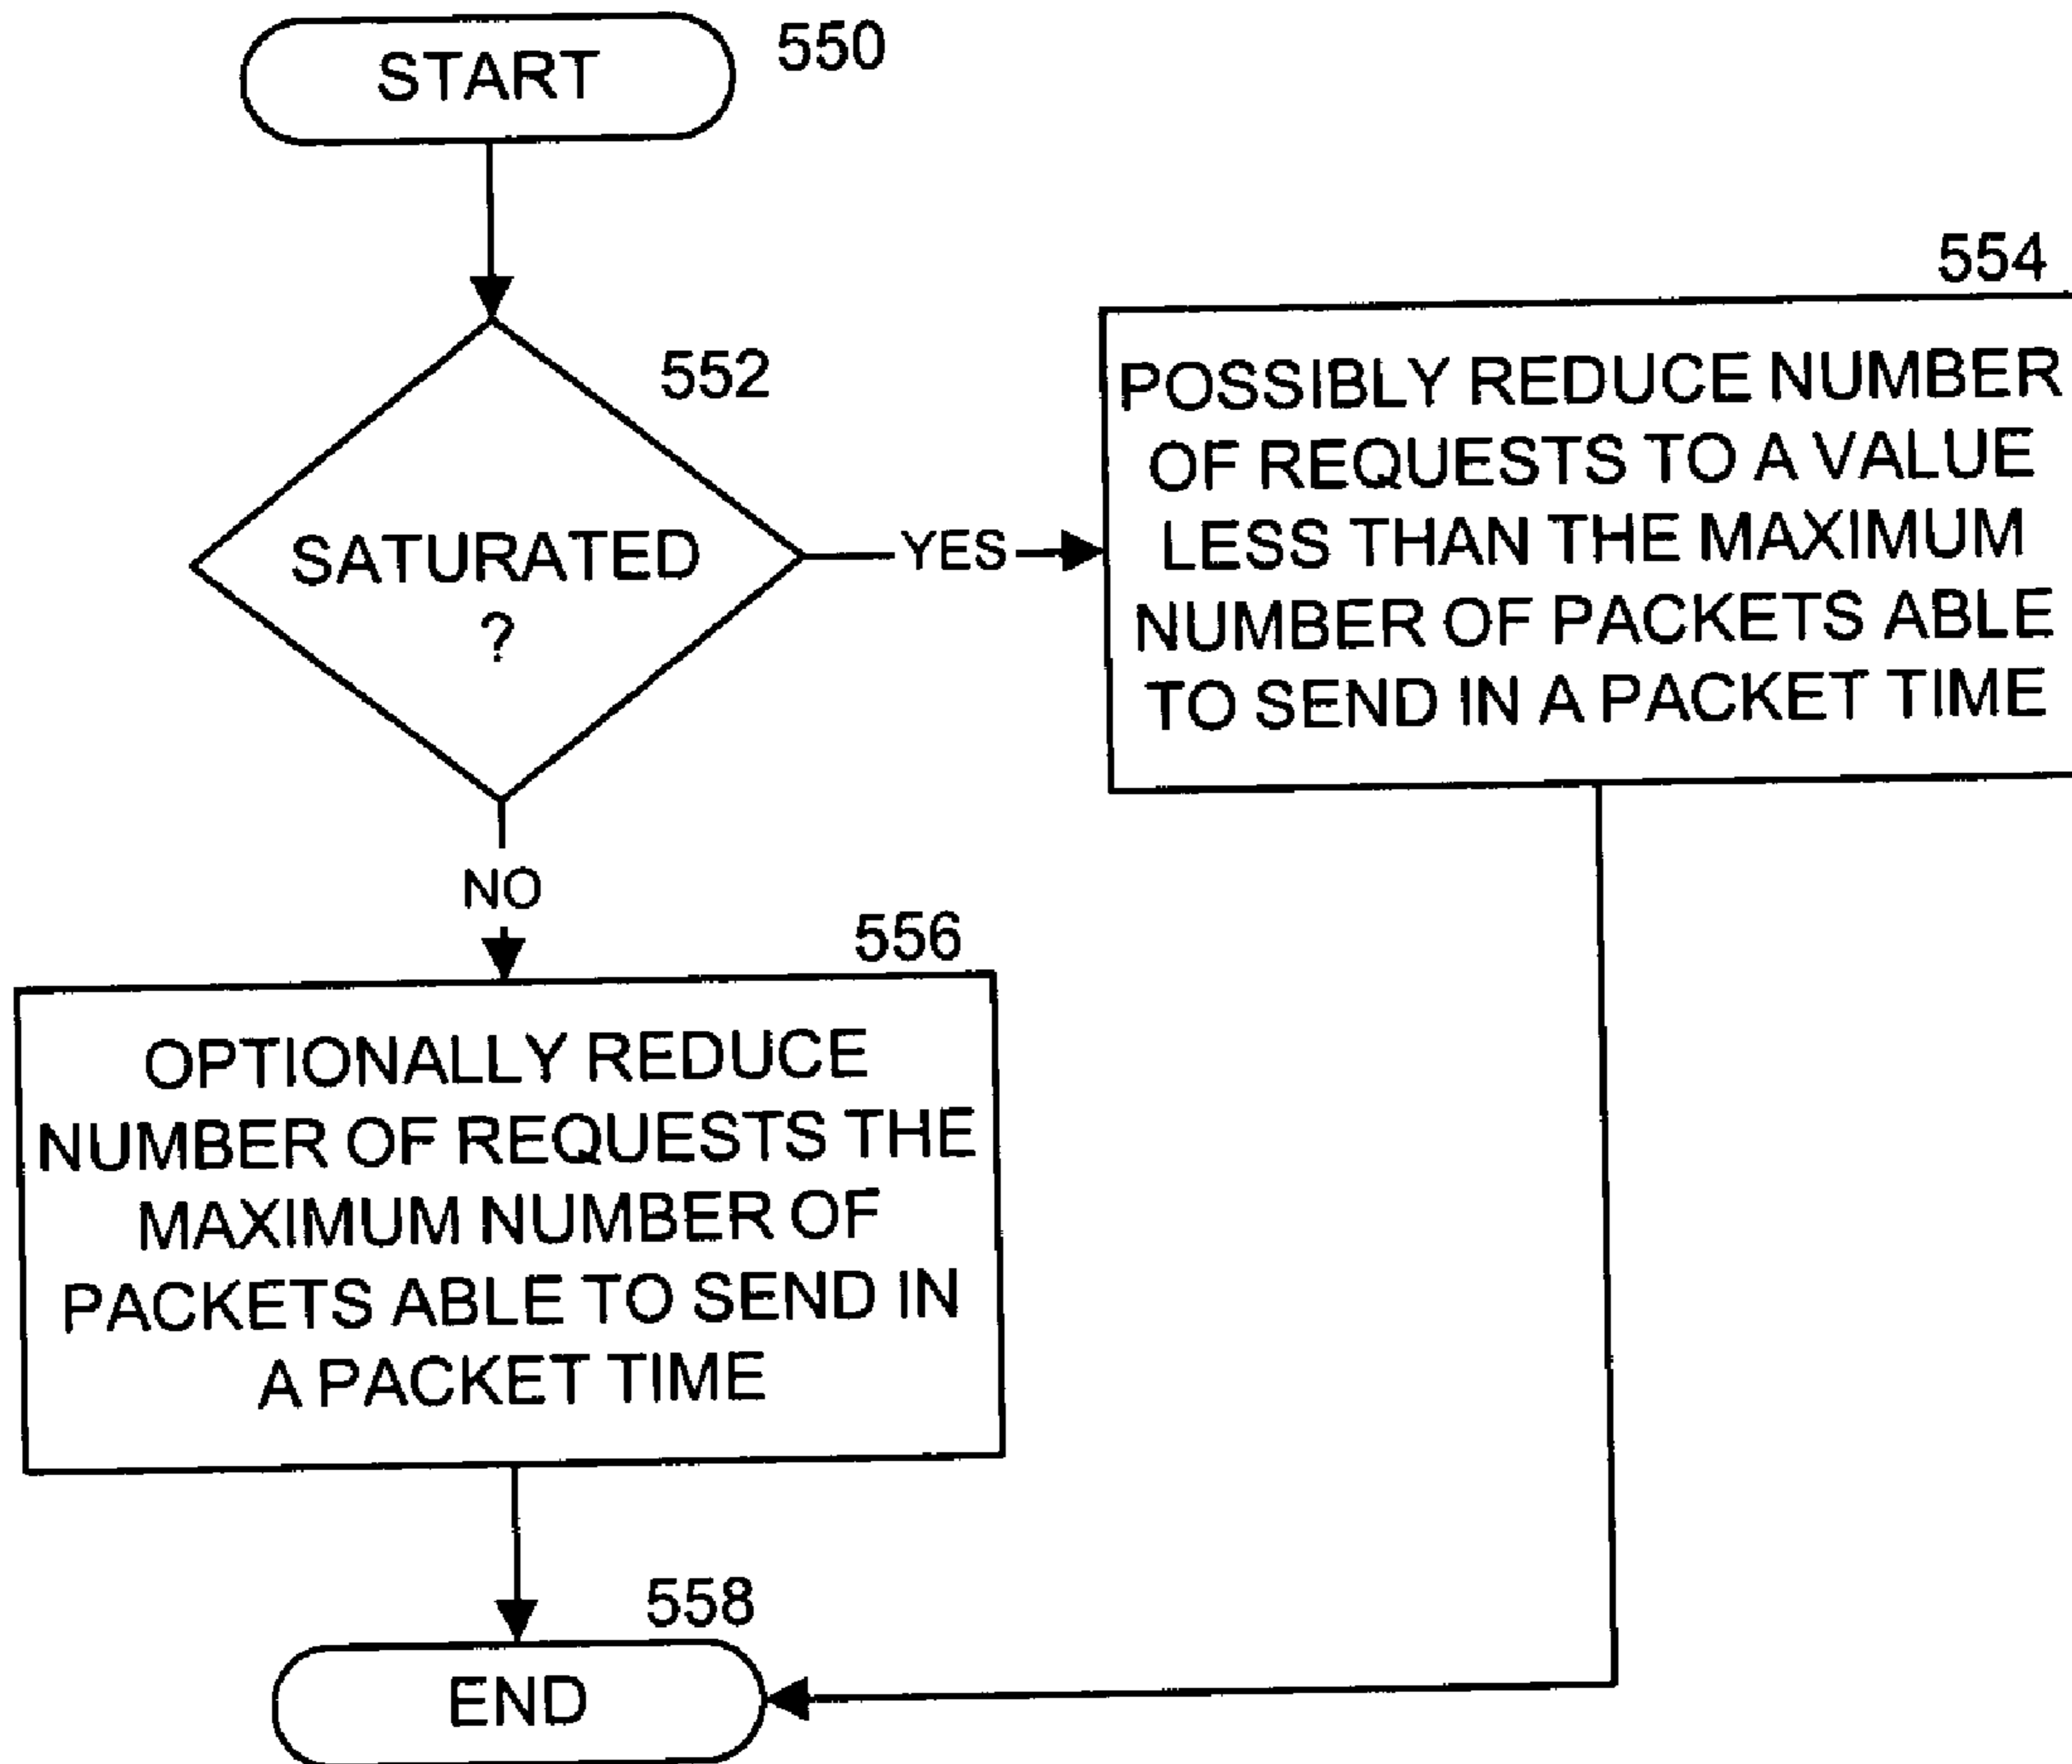 START
550
552
SATURATED
?
YES
554
POSSIBLY REDUCE NUMBER
OF REQUESTS TO A VALUE
LESS THAN THE MAXIMUM
NUMBER OF PACKETS ABLE
TO SEND IN A PACKET TIME
NO
556
OPTIONALLY REDUCE
NUMBER OF REQUESTS THE
MAXIMUM NUMBER OF
PACKETS ABLE TO SEND IN
A PACKET TIME
558
END